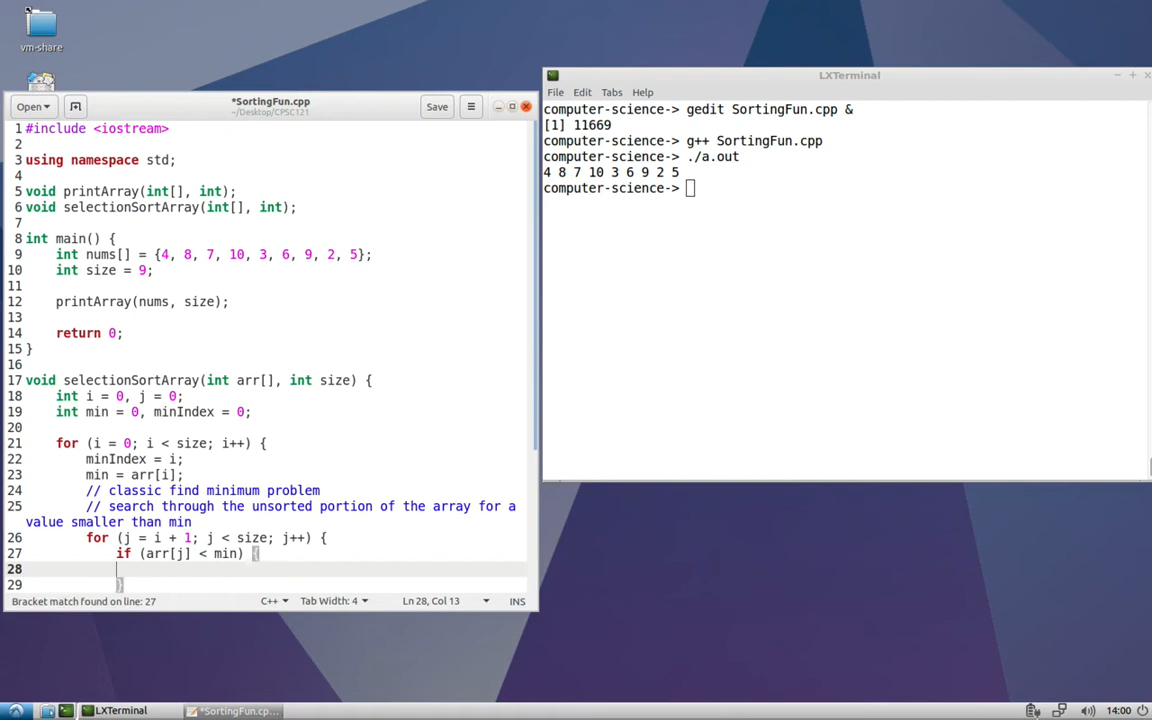 vm-share
Open
*SortingFun.cpp
~/Desktop/CPSC121
Save
1 #include <iostream>
2
3 using namespace std;
4
5 void printArray(int[], int);
6 void selectionSortArray(int[], int);
7
8 int main() {
9     int nums[] = {4, 8, 7, 10, 3, 6, 9, 2, 5};
10     int size = 9;
11
12     printArray(nums, size);
13
14     return 0;
15 }
16
17 void selectionSortArray(int arr[], int size) {
18     int i = 0, j = 0;
19     int min = 0, minIndex = 0;
20
21     for (i = 0; i < size; i++) {
22         minIndex = i;
23         min = arr[i];
24         // classic find minimum problem
25         // search through the unsorted portion of the array for a
value smaller than min
26         for (j = i + 1; j < size; j++) {
27             if (arr[j] < min) {
28
29             }
Bracket match found on line: 27
C++
Tab Width: 4
Ln 28, Col 13
INS
LXTerminal
File Edit Tabs Help
computer-science-> gedit SortingFun.cpp &
[1] 11669
computer-science-> g++ SortingFun.cpp
computer-science-> ./a.out
4 8 7 10 3 6 9 2 5
computer-science->
LXTerminal
*SortingFun.cp...
14:00